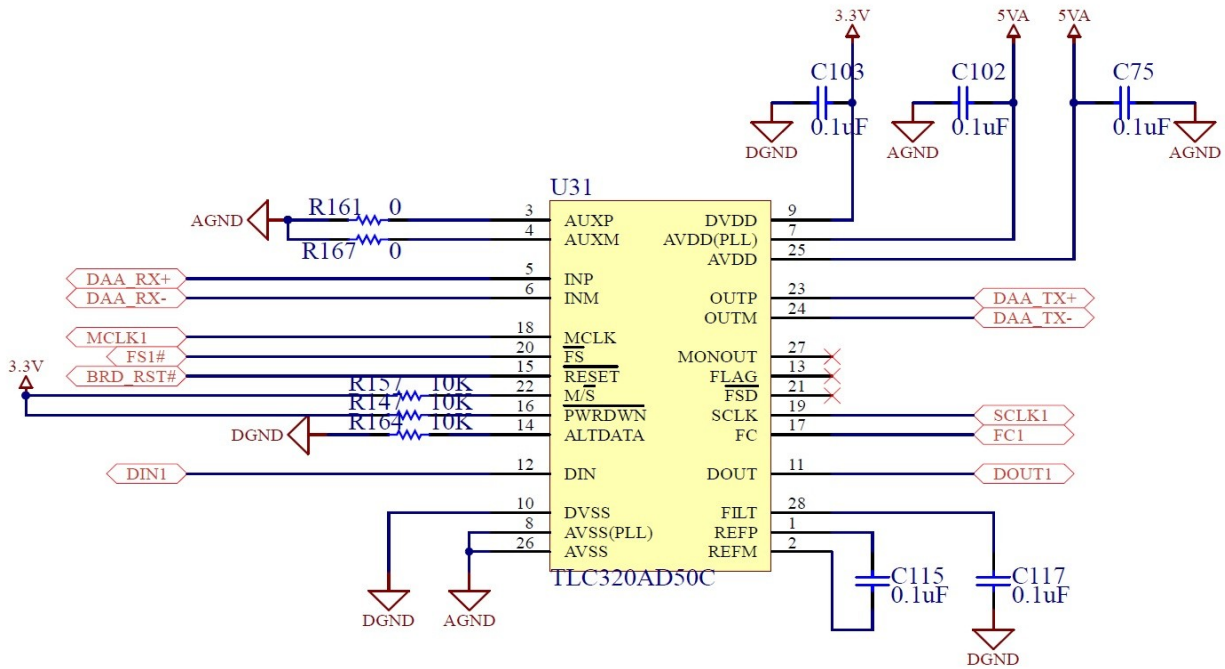 3.3V 5VA 5VA
C103 C102 C75
0.1uF 0.1uF 0.1uF
DGND AGND AGND
U31
AGND R161 0 3 AUXP DVDD 9
R167 0 4 AUXM AVDD(PLL) 7
AVDD 25
DAA_RX+ 5 INP
DAA_RX- 6 INM OUTP 23 DAA_TX+
OUTM 24 DAA_TX-
MCLK1 18 MCLK
FS1# 20 FS MONOUT 27
BRD_RST# 15 RESET FLAG 13
3.3V R157 10K 22 M/S FSD 21
R147 10K 16 PWRDWN SCLK 19 SCLK1
DGND R164 10K 14 ALTDATA FC 17 FC1
DIN1 12 DIN DOUT 11 DOUT1
10 DVSS FILT 28
8 AVSS(PLL) REFP 1
26 AVSS REFM 2
TLC320AD50C
C115 C117
0.1uF 0.1uF
DGND AGND
DGND